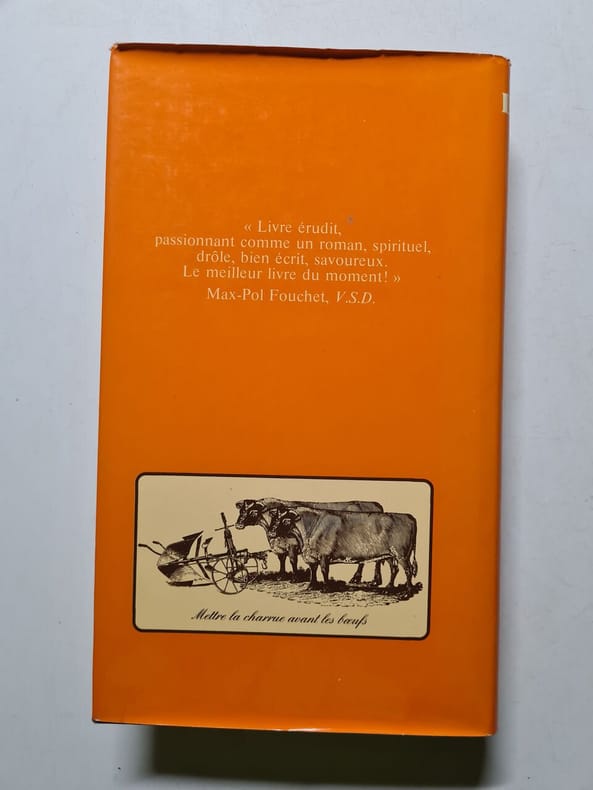 « Livre érudit,
passionnant comme un roman, spirituel,
drôle, bien écrit, savoureux.
Le meilleur livre du moment! »
Max-Pol Fouchet, V.S.D.
Mettre la charrue avant les bœufs